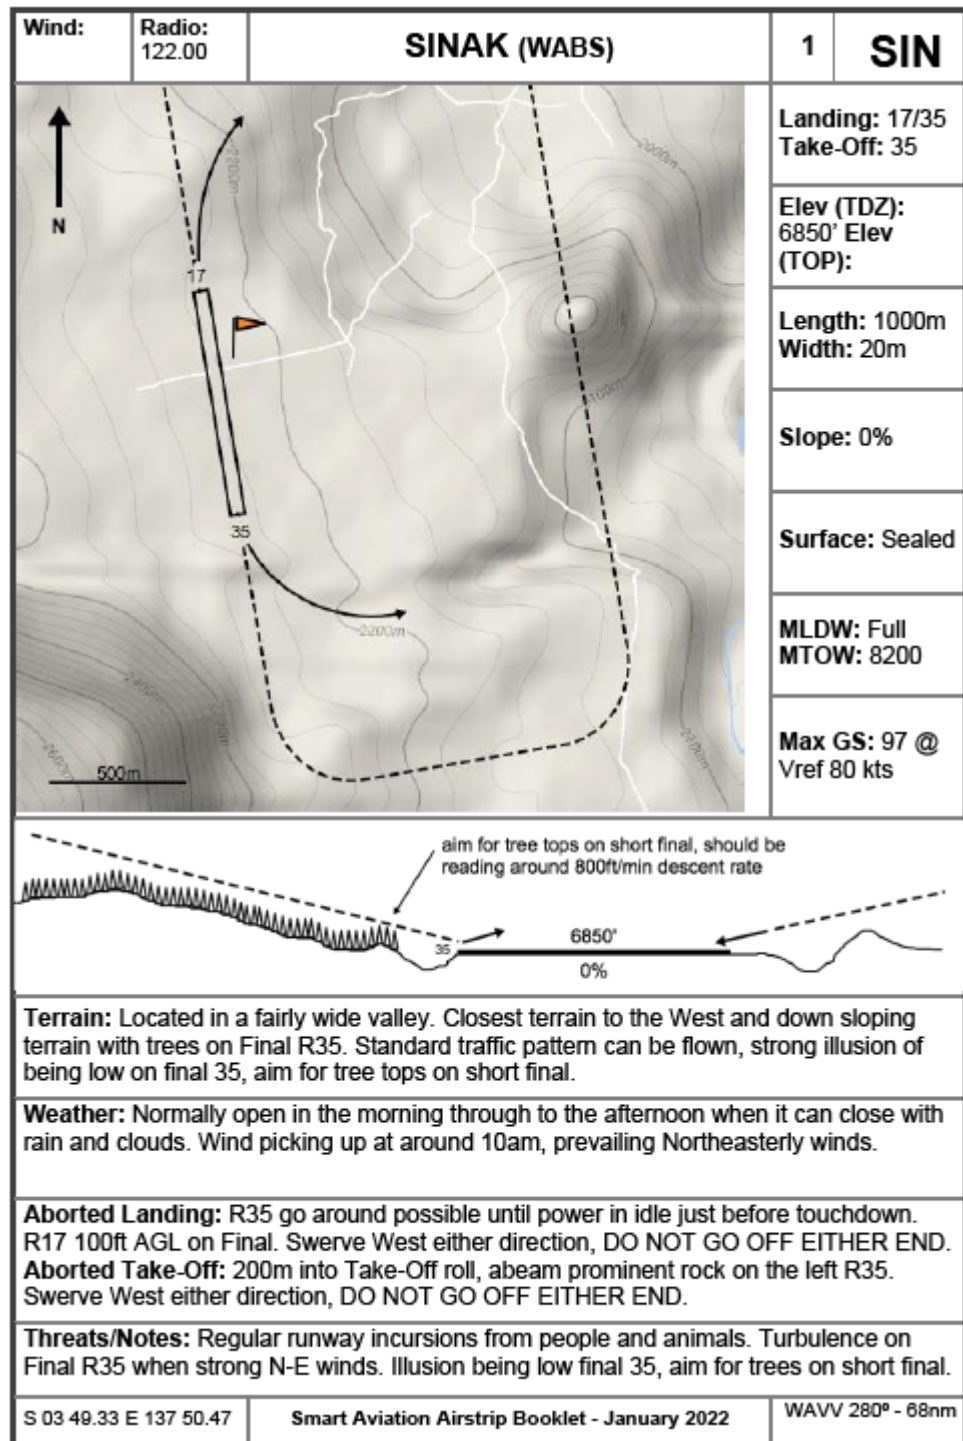 Wind:
Radio:
122.00
SINAK (WABS)
1
SIN
N
17
35
2200m
2000m
2200m
500m
Landing: 17/35
Take-Off: 35
Elev (TDZ):
6850' Elev
(TOP):
Length: 1000m
Width: 20m
Slope: 0%
Surface: Sealed
MLDW: Full
MTOW: 8200
Max GS: 97 @
Vref 80 kts
aim for tree tops on short final, should be
reading around 800ft/min descent rate
35
6850'
0%
Terrain: Located in a fairly wide valley. Closest terrain to the West and down sloping
terrain with trees on Final R35. Standard traffic pattern can be flown, strong illusion of
being low on final 35, aim for tree tops on short final.
Weather: Normally open in the morning through to the afternoon when it can close with
rain and clouds. Wind picking up at around 10am, prevailing Northeasterly winds.
Aborted Landing: R35 go around possible until power in idle just before touchdown.
R17 100ft AGL on Final. Swerve West either direction, DO NOT GO OFF EITHER END.
Aborted Take-Off: 200m into Take-Off roll, abeam prominent rock on the left R35.
Swerve West either direction, DO NOT GO OFF EITHER END.
Threats/Notes: Regular runway incursions from people and animals. Turbulence on
Final R35 when strong N-E winds. Illusion being low final 35, aim for trees on short final.
S 03 49.33 E 137 50.47
Smart Aviation Airstrip Booklet - January 2022
WAVV 280º - 68nm